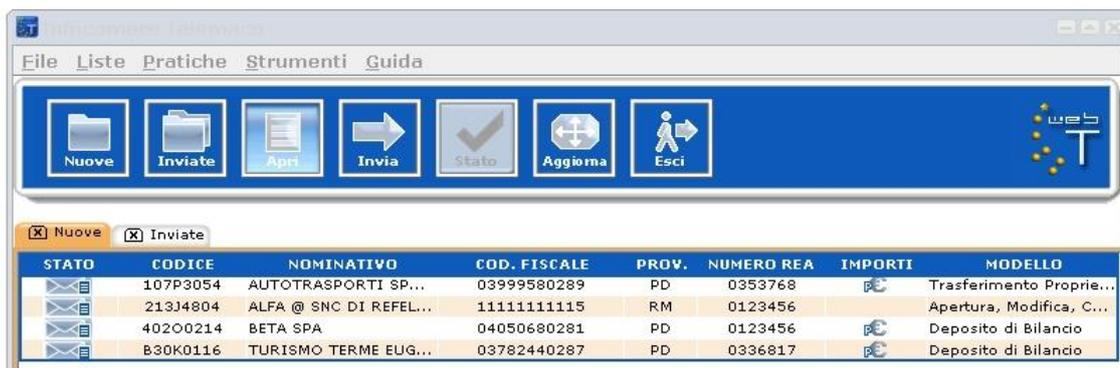 File Liste Pratiche Strumenti Guida
Nuove Inviate Apri Invia Stato Aggiorna Esci
web T
Nuove Inviate
STATO CODICE NOMINATIVO COD. FISCALE PROV. NUMERO REA IMPORTI MODELLO
107P3054 AUTOTRASPORTI SP... 03999580289 PD 0353768 Trasferimento Proprie...
213J4804 ALFA @ SNC DI REFEL... 11111111115 RM 0123456 Apertura, Modifica, C...
402O0214 BETA SPA 04050680281 PD 0123456 Deposito di Bilancio
B30K0116 TURISMO TERME EUG... 03782440287 PD 0336817 Deposito di Bilancio